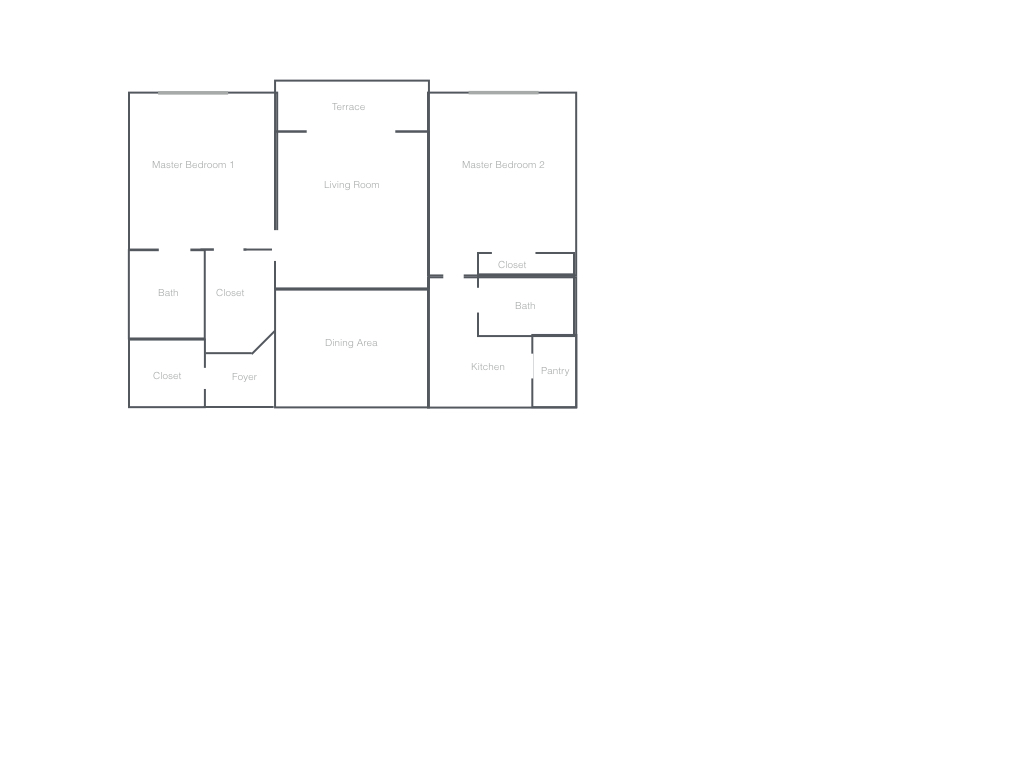 Terrace
Master Bedroom 1
Master Bedroom 2
Living Room
Closet
Bath
Closet
Bath
Dining Area
Kitchen
Pantry
Closet
Foyer